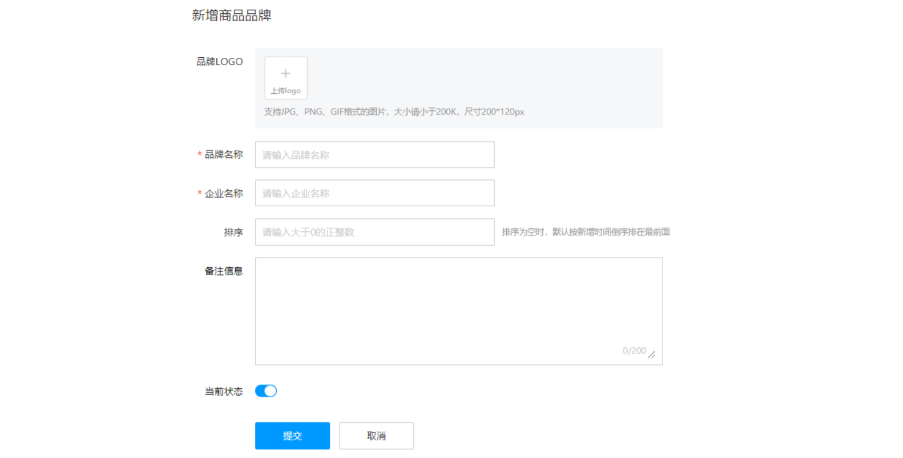 新增商品品牌
品牌LOGO
+
上传logo
支持JPG、PNG、GIF格式的图片，大小请小于200K，尺寸200*120px
* 品牌名称 请输入品牌名称
* 企业名称 请输入企业名称
排序 请输入大于0的正整数 排序为空时，默认按新增时间倒序排在最前面
备注信息
0/200
当前状态
提交 取消